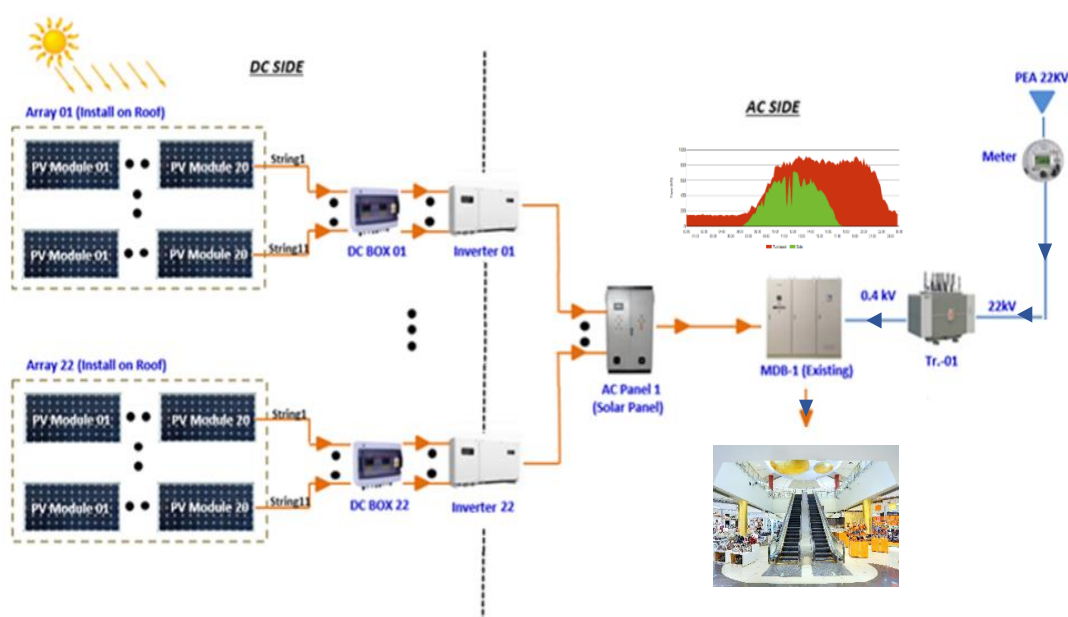 DC SIDE
AC SIDE
PEA 22KV
Meter
Array 01 (Install on Roof)
PV Module 01
PV Module 20
String1
PV Module 01
PV Module 20
String11
DC BOX 01
Inverter 01
0.4 kV
22kV
Tr.-01
MDB-1 (Existing)
AC Panel 1
(Solar Panel)
Array 22 (Install on Roof)
PV Module 01
PV Module 20
String1
PV Module 01
PV Module 20
String11
DC BOX 22
Inverter 22